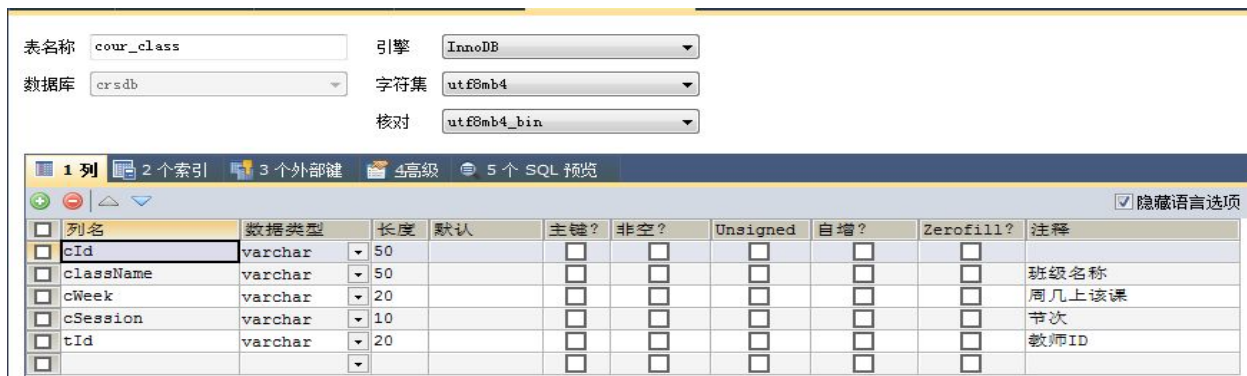 表名称 cour_class 引擎 InnoDB
数据库 crsdb 字符集 utf8mb4
核对 utf8mb4_bin
1 列 2 个索引 3 个外部键 4高级 5 个 SQL 预览
隐藏语言选项
列名 数据类型 长度 默认 主键? 非空? Unsigned 自增? Zerofill? 注释
cId varchar 50
className varchar 50 班级名称
cWeek varchar 20 周几上该课
cSession varchar 10 节次
tId varchar 20 教师ID